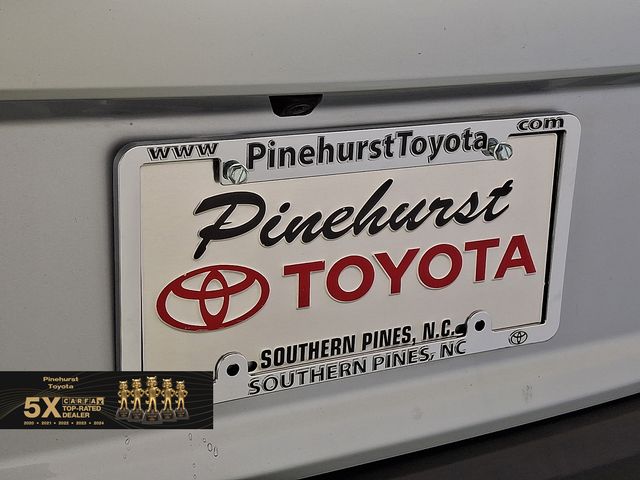 www PinehurstToyota com
Pinehurst
TOYOTA
SOUTHERN PINES, N.C.
SOUTHERN PINES, NC
Pinehurst
Toyota
5X CARFAX
TOP-RATED
DEALER
2020 • 2021 • 2022 • 2023 • 2024